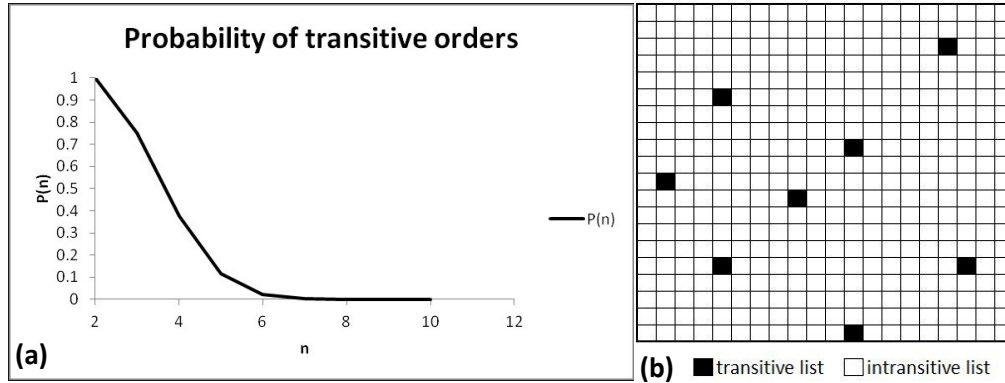 Probability of transitive orders
1
0.9
0.8
0.7
0.6
0.5
0.4
0.3
0.2
0.1
0
P(n)
2 4 6 8 10 12
n
P(n)
(a)
(b) transitive list intransitive list